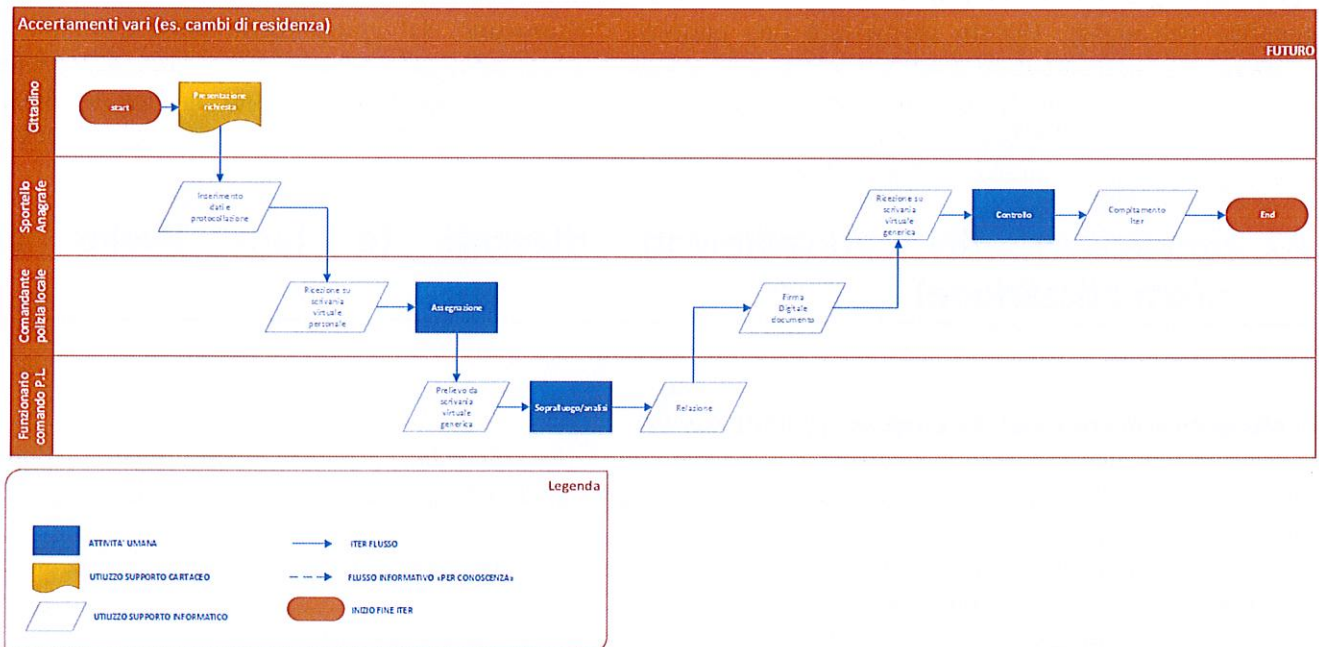 Accertamenti vari (es. cambi di residenza)
FUTURO
Cittadino
start
Presentazione
richiesta
Sportello
Anagrafe
Inserimento
dati e
protocollazione
Ricezione su
scrivania
virtuale
generica
Controllo
Compltamento
Iter
End
Comandante
polizia locale
Ricezione su
scrivania
virtuale
personale
Assegnazione
Firma
Digitale
documento
Funzionario
comando P.L.
Prelievo da
scrivania
virtuale
generica
Sopralluogo/analisi
Relazione
Legenda
ATTIVITA' UMANA
ITER FLUSSO
UTILIZZO SUPPORTO CARTACEO
FLUSSO INFORMATIVO «PER CONOSCENZA»
UTILIZZO SUPPORTO INFORMATICO
INIZIO FINE ITER